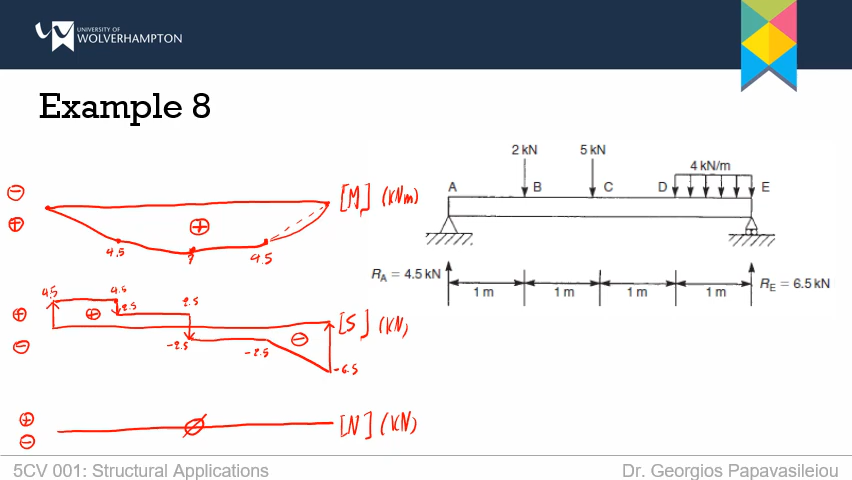 UNIVERSITY OF
WOLVERHAMPTON
Example 8
2 kN 5 kN
4 kN/m
A B C D E
R_A = 4.5 kN
1 m 1 m 1 m 1 m
R_E = 6.5 kN
⊖
⊕
⊕
[M] (kNm)
4.5 7 4.5
4.5 4.5 2.5 2.5
⊕
⊖
⊕
⊖
[S] (kN)
-2.5 -2.5
-6.5
⊕
⊖
[N] (kN)
5CV 001: Structural Applications
Dr. Georgios Papavasileiou